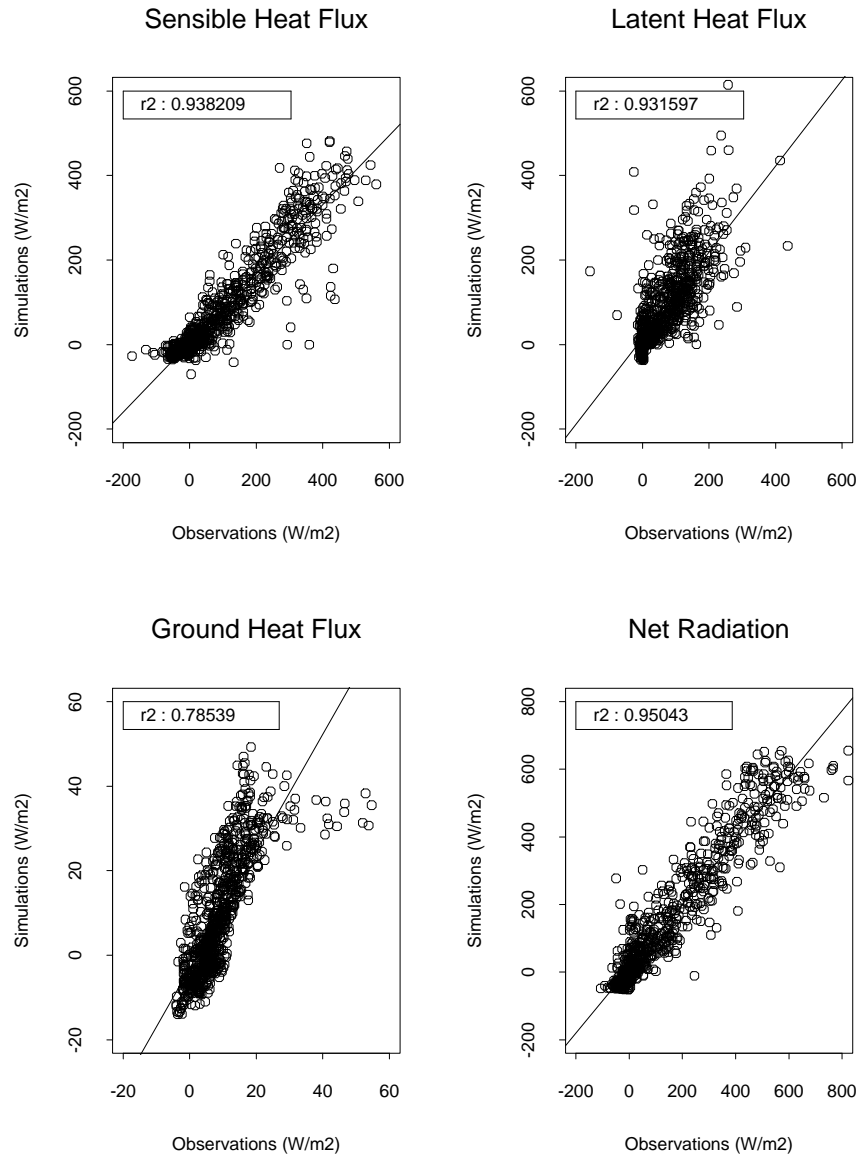 Sensible Heat Flux
r2 : 0.938209
600
400
200
0
-200
Simulations (W/m2)
-200 0 200 400 600
Observations (W/m2)
Latent Heat Flux
r2 : 0.931597
600
400
200
0
-200
Simulations (W/m2)
-200 0 200 400 600
Observations (W/m2)
Ground Heat Flux
r2 : 0.78539
60
40
20
0
-20
Simulations (W/m2)
-20 0 20 40 60
Observations (W/m2)
Net Radiation
r2 : 0.95043
800
600
400
200
0
-200
Simulations (W/m2)
-200 0 200 400 600 800
Observations (W/m2)